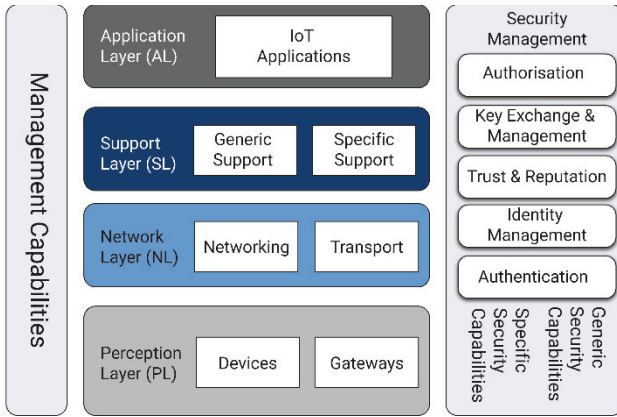 Management Capabilities
Application
Layer (AL)
IoT
Applications
Support
Layer (SL)
Generic
Support
Specific
Support
Network
Layer (NL)
Networking
Transport
Perception
Layer (PL)
Devices
Gateways
Security
Management
Authorisation
Key Exchange &
Management
Trust & Reputation
Identity
Management
Authentication
Generic
Security
Capabilities
Specific
Security
Capabilities